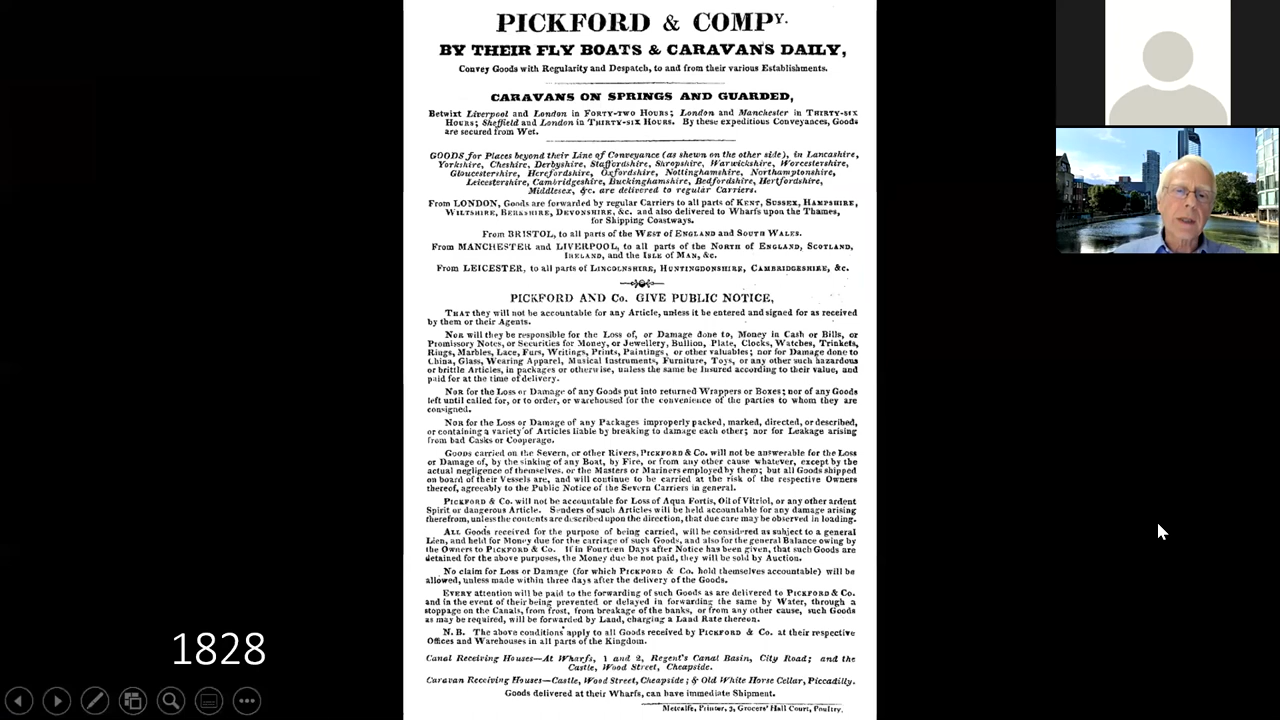 PICKFORD & COMPY.
BY THEIR FLY BOATS & CARAVANS DAILY,
Convey Goods with Regularity and Despatch, to and from their various Establishments.
CARAVANS ON SPRINGS AND GUARDED,
Betwixt Liverpool and London in FORTY-TWO HOURS; London and Manchester in THIRTY-SIX
HOURS; Sheffield and London in THIRTY-SIX HOURS. By these expeditious Conveyances, Goods
are secured from Wet.
GOODS for Places beyond their Line of Conveyance (as shewn on the other side), in Lancashire,
Yorkshire, Cheshire, Derbyshire, Staffordshire, Shropshire, Warwickshire, Worcestershire,
Gloucestershire, Herefordshire, Oxfordshire, Nottinghamshire, Northamptonshire,
Leicestershire, Cambridgeshire, Buckinghamshire, Bedfordshire, Hertfordshire,
Middlesex, &c. are delivered to regular Carriers.
From LONDON, Goods are forwarded by regular Carriers to all parts of KENT, SUSSEX, HAMPSHIRE,
WILTSHIRE, BERKSHIRE, DEVONSHIRE, &c. and also delivered to Wharfs upon the Thames,
for Shipping Coastways.
From BRISTOL, to all parts of the WEST OF ENGLAND and SOUTH WALES.
From MANCHESTER and LIVERPOOL, to all parts of the NORTH OF ENGLAND, SCOTLAND,
IRELAND, and the ISLE OF MAN, &c.
From LEICESTER, to all parts of LINCOLNSHIRE, HUNTINGDONSHIRE, CAMBRIDGESHIRE, &c.
PICKFORD AND Co. GIVE PUBLIC NOTICE,
THAT they will not be accountable for any Article, unless it be entered and signed for as received
by them or their Agents.
NOR will they be responsible for the Loss of, or Damage done to, Money in Cash or Bills, or
Promissory Notes, or Securities for Money, or Jewellery, Bullion, Plate, Clocks, Watches, Trinkets,
Rings, Marbles, Lace, Furs, Writings, Prints, Paintings, or other valuables; nor for Damage done to
China, Glass, Wearing Apparel, Musical Instruments, Furniture, Toys, or any other such hazardous
or brittle Articles, in packages or otherwise, unless the same be Insured according to their value, and
paid for at the time of delivery.
NOR for the Loss or Damage of any Goods put into returned Wrappers or Boxes; nor of any Goods
left until called for, or to order, or warehoused for the convenience of the parties to whom they are
consigned.
NOR for the Loss or Damage of any Packages improperly packed, marked, directed, or described,
or containing a variety of Articles liable by breaking to damage each other; nor for Leakage arising
from bad Casks or Cooperage.
GOODS carried on the Severn, or other Rivers, PICKFORD & Co. will not be answerable for the Loss
or Damage of, by the sinking of any Boat, by Fire, or from any other cause whatever, except by the
actual negligence of themselves, or the Masters or Mariners employed by them; but all Goods shipped
on board of their Vessels are, and will continue to be carried at the risk of the respective Owners
thereof, agreeably to the Public Notice of the Severn Carriers in general.
PICKFORD & Co. will not be accountable for Loss of Aqua Fortis, Oil of Vitriol, or any other ardent
Spirit or dangerous Article. Senders of such Articles will be held accountable for any damage arising
therefrom, unless the contents are described upon the direction, that due care may be observed in loading.
ALL Goods received for the purpose of being carried, will be considered as subject to a general
Lien, and held for Money due for the carriage of such Goods, and also for the general Balance owing by
the Owners to PICKFORD & Co. If in Fourteen Days after Notice has been given, that such Goods are
detained for the above purposes, the Money due be not paid, they will be sold by Auction.
No claim for Loss or Damage (for which PICKFORD & Co. hold themselves accountable) will be
allowed, unless made within three days after the delivery of the Goods.
EVERY attention will be paid to the forwarding of such Goods as are delivered to PICKFORD & Co.
and in the event of their being prevented or delayed in forwarding the same by Water, through a
stoppage on the Canals, from frost, from breakage of the banks, or from any other cause, such Goods
as may be required, will be forwarded by Land, charging a Land Rate thereon.
N. B. The above conditions apply to all Goods received by PICKFORD & Co. at their respective
Offices and Warehouses in all parts of the Kingdom.
Canal Receiving Houses—At Wharfs, 1 and 2, Regent's Canal Basin, City Road; and the
Castle, Wood Street, Cheapside.
Caravan Receiving Houses—Castle, Wood Street, Cheapside; & Old White Horse Cellar, Piccadilly.
Goods delivered at their Wharfs, can have immediate Shipment.
Metcalfe, Printer, 3, Grocers' Hall Court, Poultry.
1828